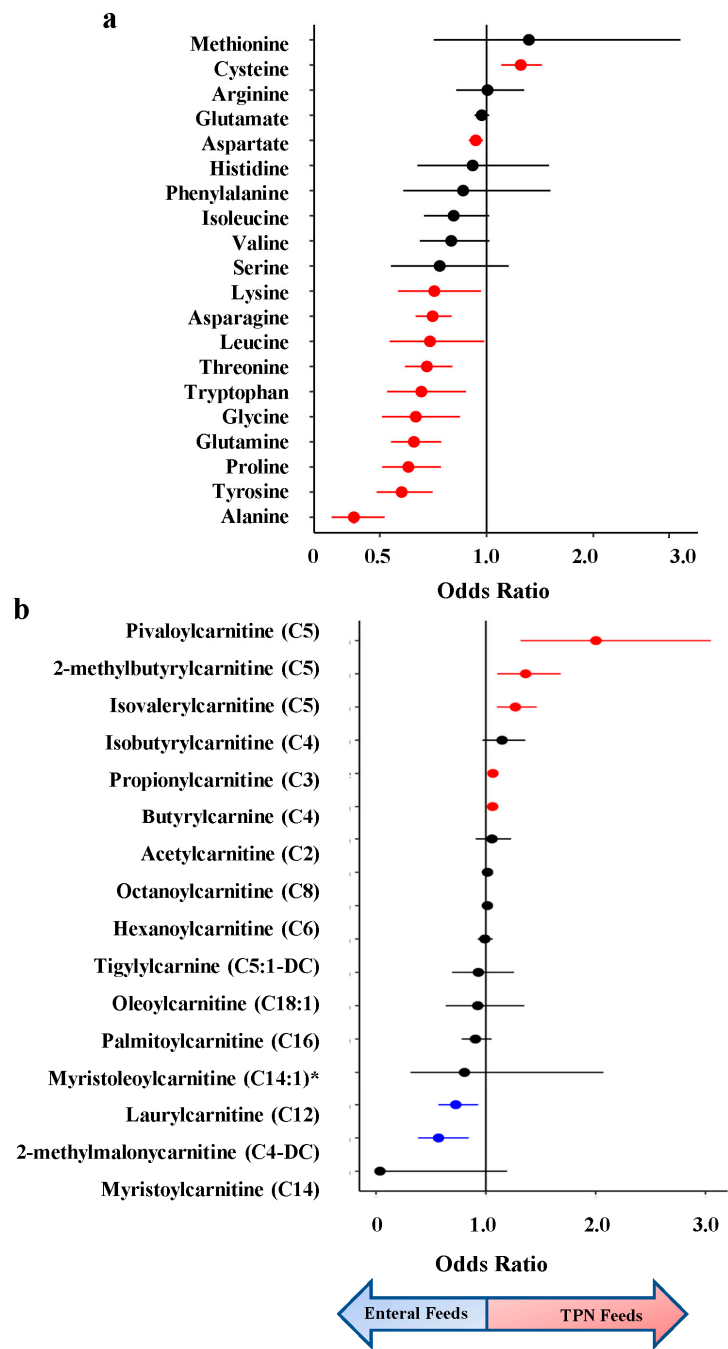 a
Methionine
Cysteine
Arginine
Glutamate
Aspartate
Histidine
Phenylalanine
Isoleucine
Valine
Serine
Lysine
Asparagine
Leucine
Threonine
Tryptophan
Glycine
Glutamine
Proline
Tyrosine
Alanine
0 0.5 1.0 2.0 3.0
Odds Ratio
b
Pivaloylcarnitine (C5)
2-methylbutyrylcarnitine (C5)
Isovalerylcarnitine (C5)
Isobutyrylcarnitine (C4)
Propionylcarnitine (C3)
Butyrylcarnine (C4)
Acetylcarnitine (C2)
Octanoylcarnitine (C8)
Hexanoylcarnitine (C6)
Tigylylcarnine (C5:1-DC)
Oleoylcarnitine (C18:1)
Palmitoylcarnitine (C16)
Myristoleoylcarnitine (C14:1)*
Laurylcarnitine (C12)
2-methylmalonycarnitine (C4-DC)
Myristoylcarnitine (C14)
0 1.0 2.0 3.0
Odds Ratio
Enteral Feeds TPN Feeds